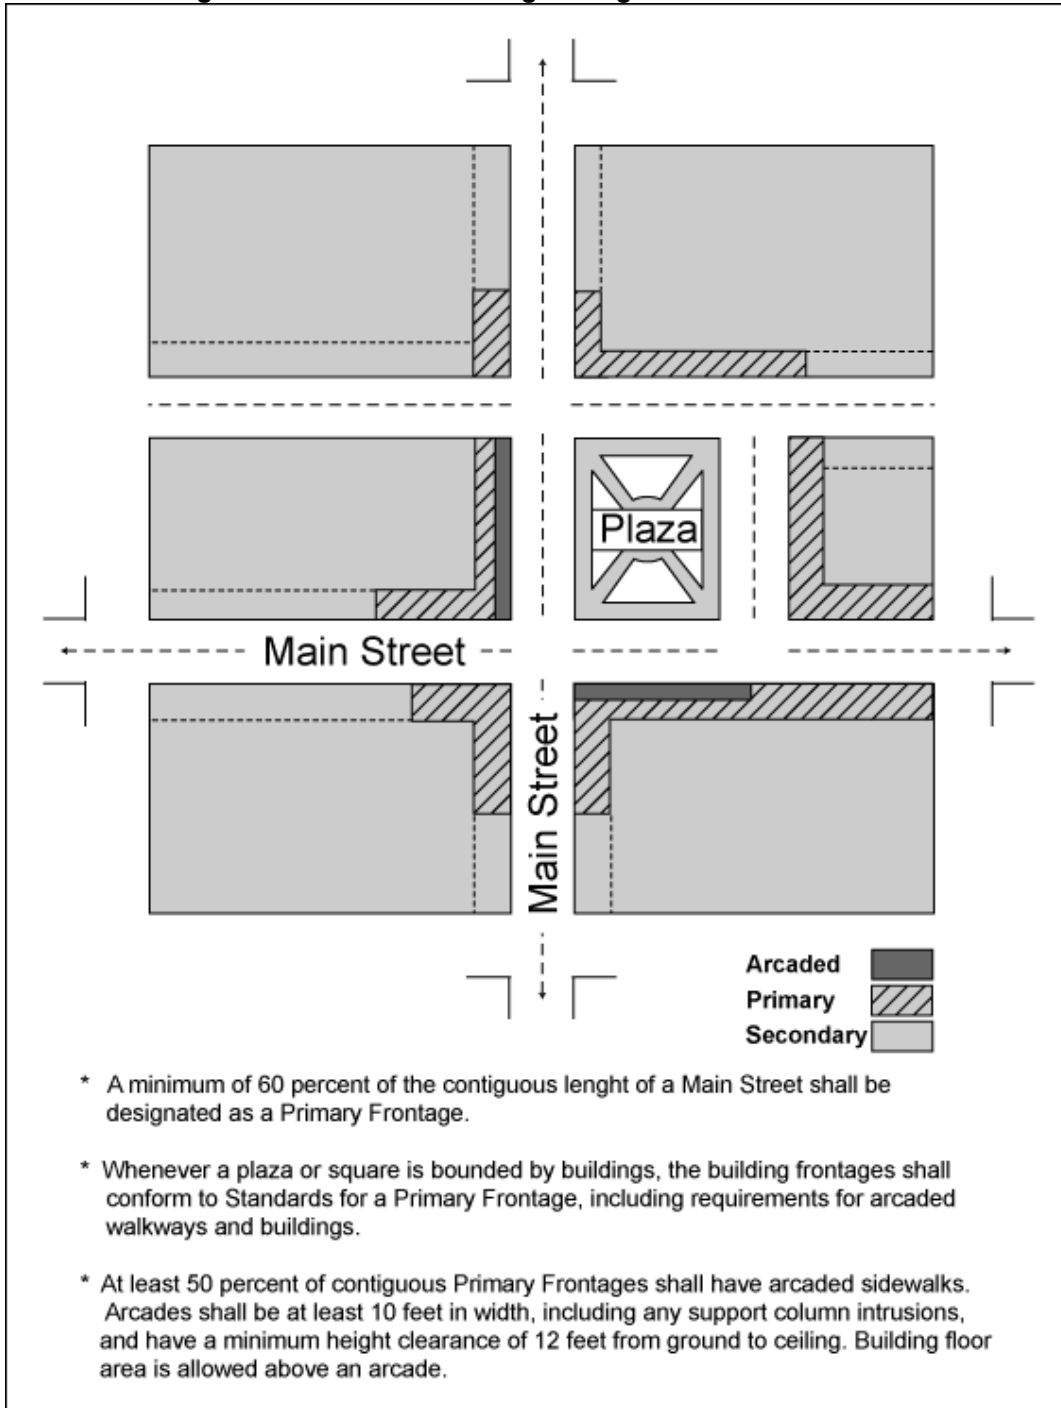 Plaza
Main Street
Main Street
Arcaded
Primary
Secondary
* A minimum of 60 percent of the contiguous lenght of a Main Street shall be
designated as a Primary Frontage.
* Whenever a plaza or square is bounded by buildings, the building frontages shall
conform to Standards for a Primary Frontage, including requirements for arcaded
walkways and buildings.
* At least 50 percent of contiguous Primary Frontages shall have arcaded sidewalks.
Arcades shall be at least 10 feet in width, including any support column intrusions,
and have a minimum height clearance of 12 feet from ground to ceiling. Building floor
area is allowed above an arcade.